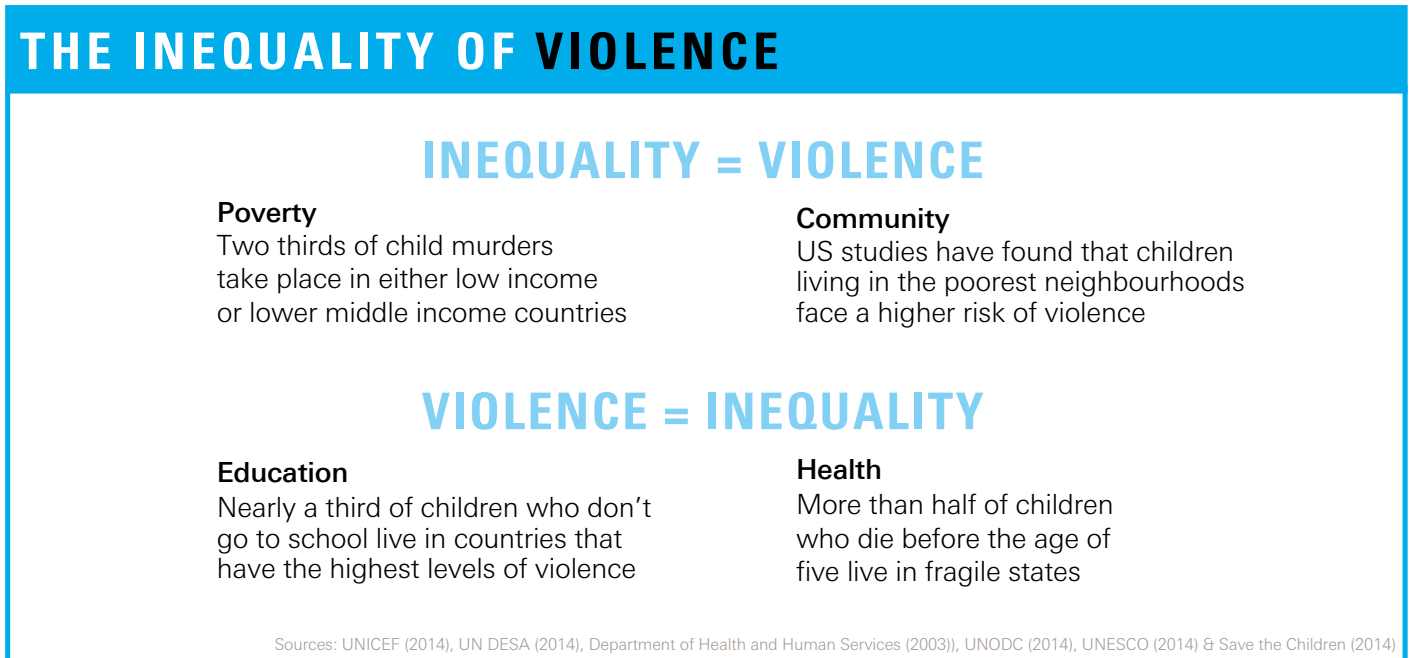 THE INEQUALITY OF VIOLENCE
INEQUALITY = VIOLENCE
Poverty
Two thirds of child murders
take place in either low income
or lower middle income countries
Community
US studies have found that children
living in the poorest neighbourhoods
face a higher risk of violence
VIOLENCE = INEQUALITY
Education
Nearly a third of children who don't
go to school live in countries that
have the highest levels of violence
Health
More than half of children
who die before the age of
five live in fragile states
Sources: UNICEF (2014), UN DESA (2014), Department of Health and Human Services (2003)), UNODC (2014), UNESCO (2014) & Save the Children (2014)